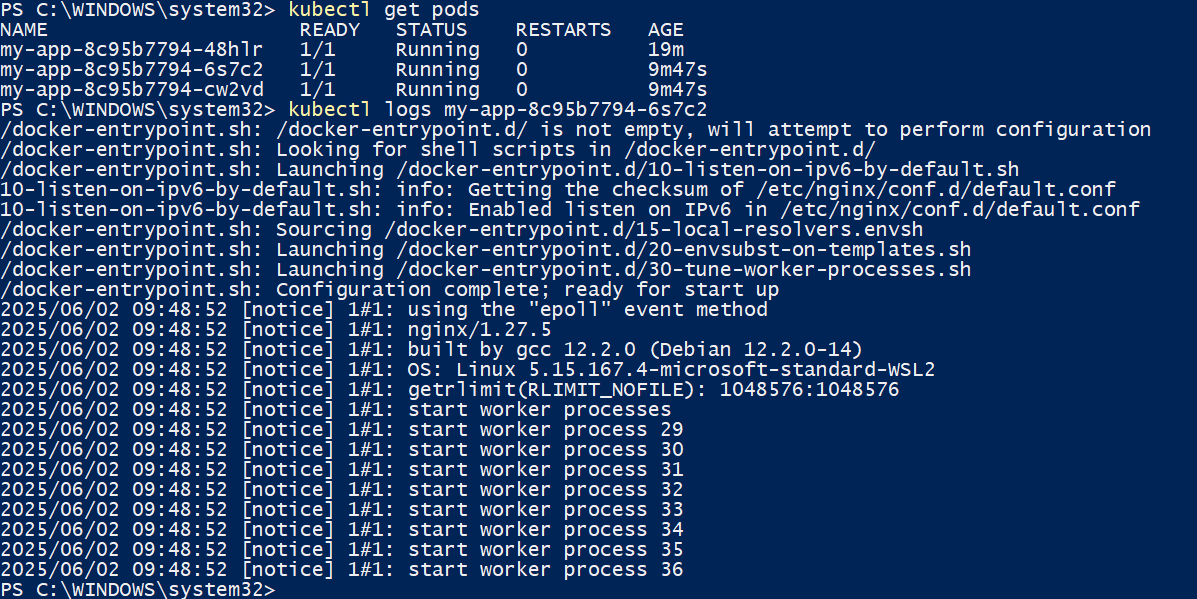 PS C:\WINDOWS\system32> kubectl get pods
NAME                     READY   STATUS    RESTARTS   AGE
my-app-8c95b7794-48hlr   1/1     Running   0          19m
my-app-8c95b7794-6s7c2   1/1     Running   0          9m47s
my-app-8c95b7794-cw2vd   1/1     Running   0          9m47s
PS C:\WINDOWS\system32> kubectl logs my-app-8c95b7794-6s7c2
/docker-entrypoint.sh: /docker-entrypoint.d/ is not empty, will attempt to perform configuration
/docker-entrypoint.sh: Looking for shell scripts in /docker-entrypoint.d/
/docker-entrypoint.sh: Launching /docker-entrypoint.d/10-listen-on-ipv6-by-default.sh
10-listen-on-ipv6-by-default.sh: info: Getting the checksum of /etc/nginx/conf.d/default.conf
10-listen-on-ipv6-by-default.sh: info: Enabled listen on IPv6 in /etc/nginx/conf.d/default.conf
/docker-entrypoint.sh: Sourcing /docker-entrypoint.d/15-local-resolvers.envsh
/docker-entrypoint.sh: Launching /docker-entrypoint.d/20-envsubst-on-templates.sh
/docker-entrypoint.sh: Launching /docker-entrypoint.d/30-tune-worker-processes.sh
/docker-entrypoint.sh: Configuration complete; ready for start up
2025/06/02 09:48:52 [notice] 1#1: using the "epoll" event method
2025/06/02 09:48:52 [notice] 1#1: nginx/1.27.5
2025/06/02 09:48:52 [notice] 1#1: built by gcc 12.2.0 (Debian 12.2.0-14)
2025/06/02 09:48:52 [notice] 1#1: OS: Linux 5.15.167.4-microsoft-standard-WSL2
2025/06/02 09:48:52 [notice] 1#1: getrlimit(RLIMIT_NOFILE): 1048576:1048576
2025/06/02 09:48:52 [notice] 1#1: start worker processes
2025/06/02 09:48:52 [notice] 1#1: start worker process 29
2025/06/02 09:48:52 [notice] 1#1: start worker process 30
2025/06/02 09:48:52 [notice] 1#1: start worker process 31
2025/06/02 09:48:52 [notice] 1#1: start worker process 32
2025/06/02 09:48:52 [notice] 1#1: start worker process 33
2025/06/02 09:48:52 [notice] 1#1: start worker process 34
2025/06/02 09:48:52 [notice] 1#1: start worker process 35
2025/06/02 09:48:52 [notice] 1#1: start worker process 36
PS C:\WINDOWS\system32>